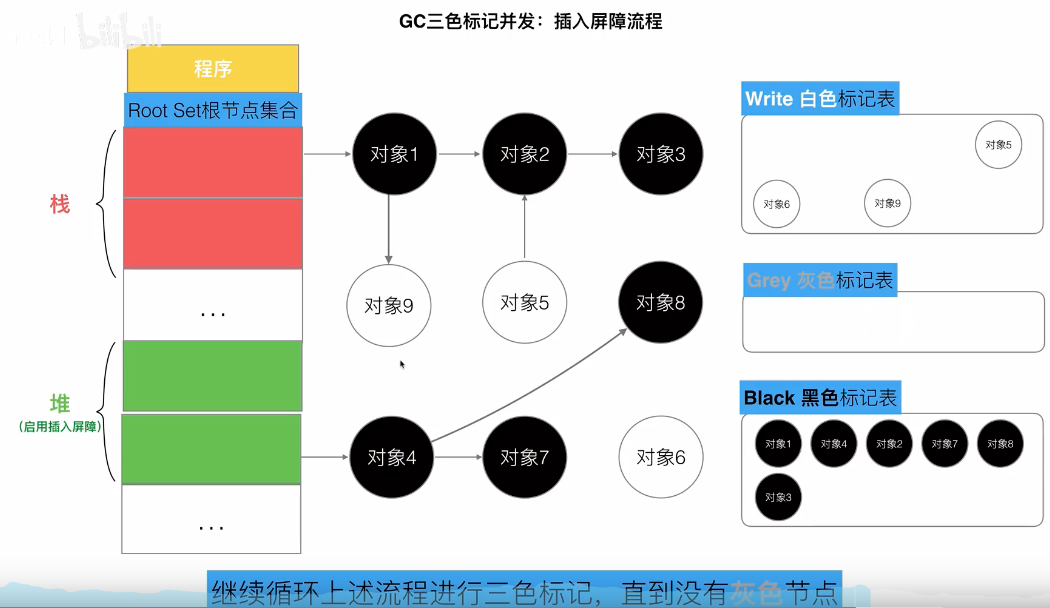 GC三色标记并发：插入屏障流程
bilibili
程序
Root Set根节点集合
栈
...
堆
(启用插入屏障)
...
对象1
对象2
对象3
对象9
对象5
对象8
对象4
对象7
对象6
Write 白色标记表
对象5
对象6
对象9
Grey 灰色标记表
Black 黑色标记表
对象1
对象4
对象2
对象7
对象8
对象3
继续循环上述流程进行三色标记，直到没有灰色节点